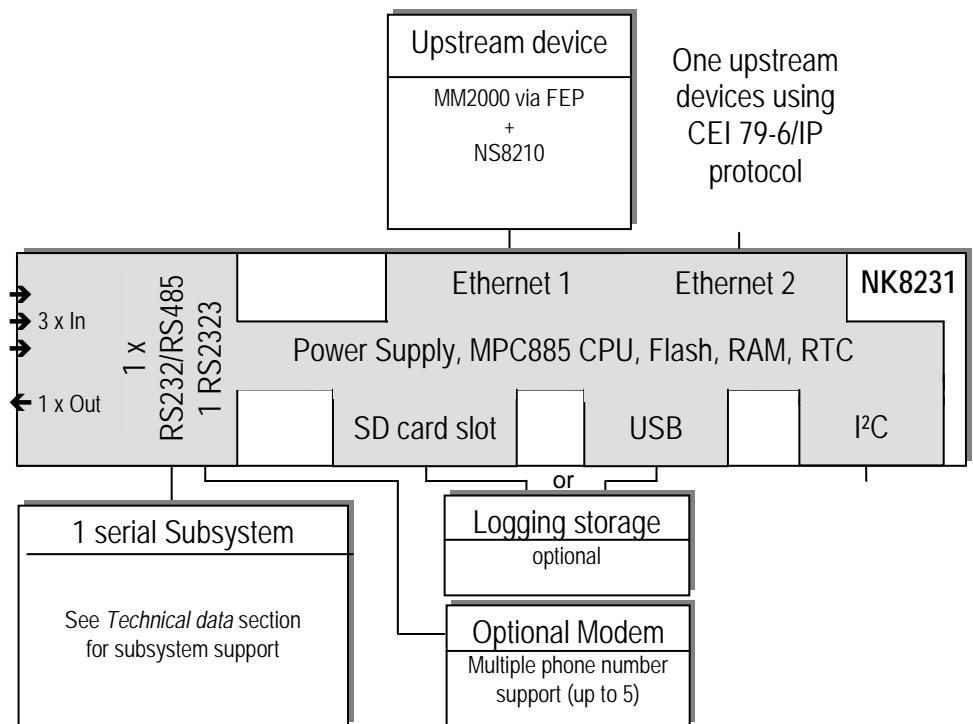 Upstream device
MM2000 via FEP
+
NS8210
One upstream
devices using
CEI 79-6/IP
protocol
Ethernet 1
Ethernet 2
NK8231
3 x In
1 x Out
1 x
RS232/RS485
1 RS2323
Power Supply, MPC885 CPU, Flash, RAM, RTC
SD card slot
USB
I²C
or
1 serial Subsystem
See Technical data section
for subsystem support
Logging storage
optional
Optional Modem
Multiple phone number
support (up to 5)